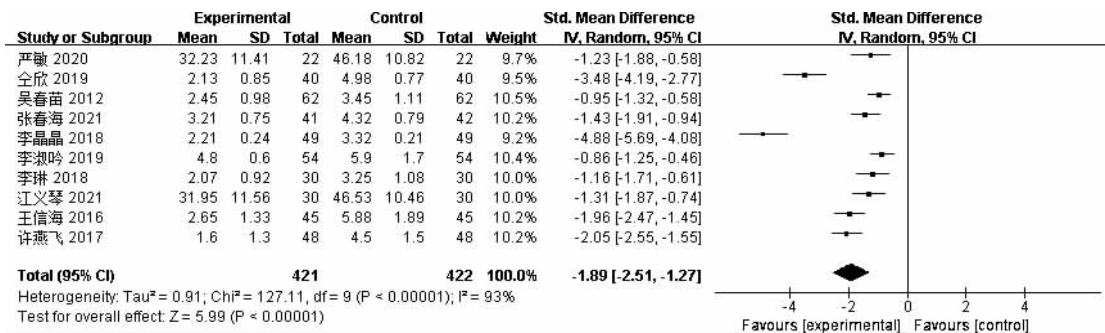 Experimental Control Std. Mean Difference Std. Mean Difference
Study or Subgroup Mean SD Total Mean SD Total Weight IV, Random, 95% CI IV, Random, 95% CI
严敏 2020 32.23 11.41 22 46.18 10.82 22 9.7% -1.23 [-1.88, -0.58]
仝欣 2019 2.13 0.85 40 4.98 0.77 40 9.5% -3.48 [-4.19, -2.77]
吴春苗 2012 2.45 0.98 62 3.45 1.11 62 10.5% -0.95 [-1.32, -0.58]
张春海 2021 3.21 0.75 41 4.32 0.79 42 10.2% -1.43 [-1.91, -0.94]
李晶晶 2018 2.21 0.24 49 3.32 0.21 49 9.2% -4.88 [-5.69, -4.08]
李淑吟 2019 4.8 0.6 54 5.9 1.7 54 10.4% -0.86 [-1.25, -0.46]
李琳 2018 2.07 0.92 30 3.25 1.08 30 10.0% -1.16 [-1.71, -0.61]
江义琴 2021 31.95 11.56 30 46.53 10.46 30 10.0% -1.31 [-1.87, -0.74]
王信海 2016 2.65 1.33 45 5.88 1.89 45 10.2% -1.96 [-2.47, -1.45]
许燕飞 2017 1.6 1.3 48 4.5 1.5 48 10.2% -2.05 [-2.55, -1.55]
Total (95% CI) 421 422 100.0% -1.89 [-2.51, -1.27]
Heterogeneity: Tau² = 0.91; Chi² = 127.11, df = 9 (P < 0.00001); I² = 93%
Test for overall effect: Z = 5.99 (P < 0.00001)
-4 -2 0 2 4
Favours [experimental] Favours [control]